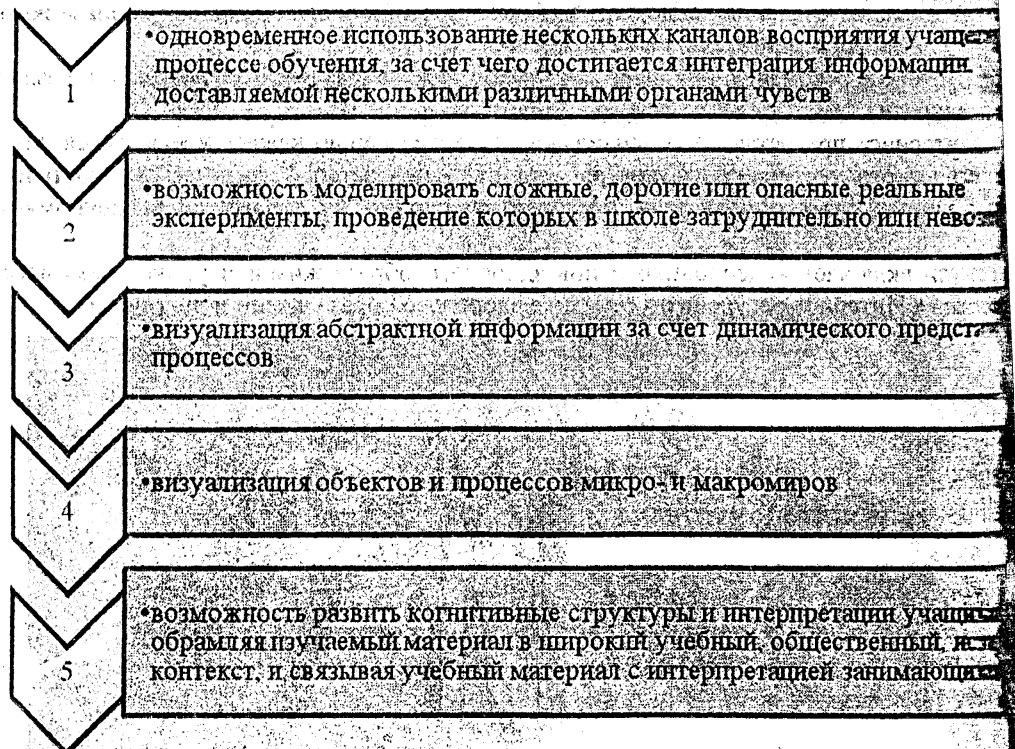 1
•одновременное использование нескольких каналов восприятия
процессе обучения, за счет чего достигается интеграция информации,
доставляемой несколькими различными органами чувств
2
•возможность моделировать сложные, дорогие или опасные реальные
эксперименты, проведение которых в школе затруднительно или
3
•визуализация абстрактной информации за счет динамического
процессов
4
•визуализация объектов и процессов микро- и макромиров
5
•возможность развить когнитивные структуры и интерпретации
обрамляя изучаемый материал в широкий учебный, общественный,
контекст, и связывая учебный материал с интерпретацией